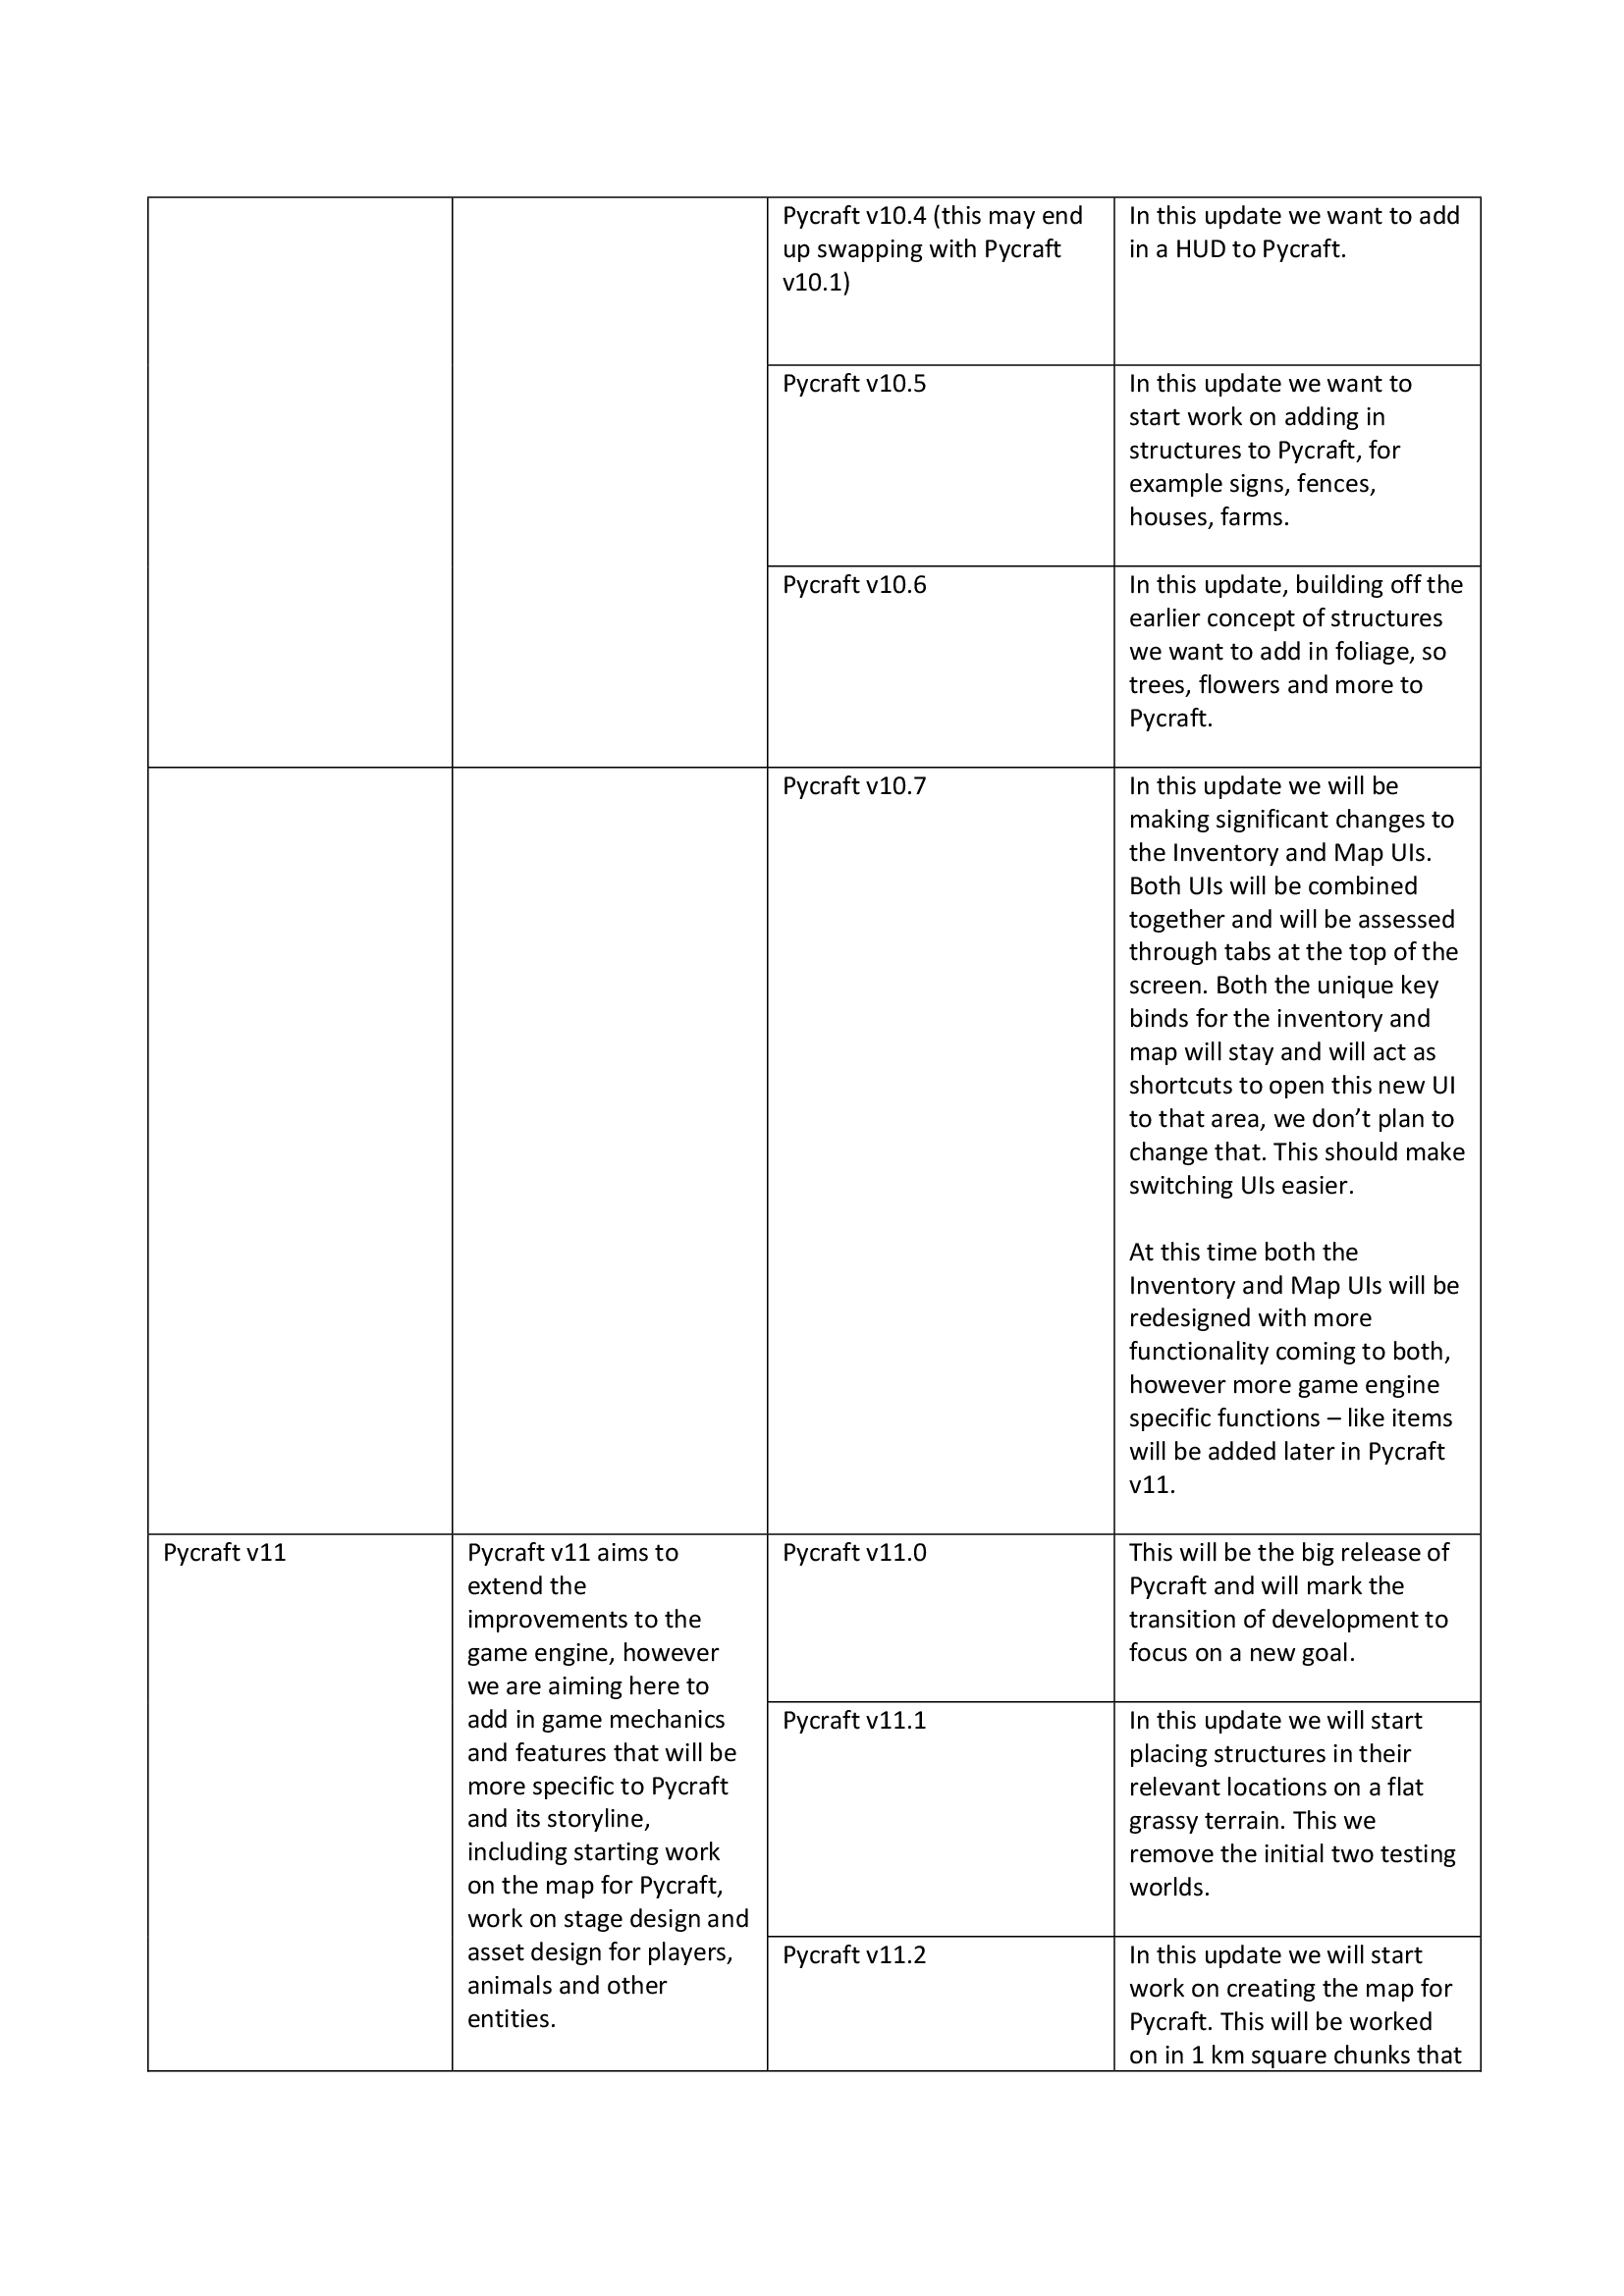 Pycraft v10.4 (this may end
up swapping with Pycraft
v10.1)
In this update we want to add
in a HUD to Pycraft.
Pycraft v10.5
In this update we want to
start work on adding in
structures to Pycraft, for
example signs, fences,
houses, farms.
Pycraft v10.6
In this update, building off the
earlier concept of structures
we want to add in foliage, so
trees, flowers and more to
Pycraft.
Pycraft v10.7
In this update we will be
making significant changes to
the Inventory and Map UIs.
Both UIs will be combined
together and will be assessed
through tabs at the top of the
screen. Both the unique key
binds for the inventory and
map will stay and will act as
shortcuts to open this new UI
to that area, we don’t plan to
change that. This should make
switching UIs easier.
At this time both the
Inventory and Map UIs will be
redesigned with more
functionality coming to both,
however more game engine
specific functions – like items
will be added later in Pycraft
v11.
Pycraft v11
Pycraft v11 aims to
extend the
improvements to the
game engine, however
we are aiming here to
add in game mechanics
and features that will be
more specific to Pycraft
and its storyline,
including starting work
on the map for Pycraft,
work on stage design and
asset design for players,
animals and other
entities.
Pycraft v11.0
This will be the big release of
Pycraft and will mark the
transition of development to
focus on a new goal.
Pycraft v11.1
In this update we will start
placing structures in their
relevant locations on a flat
grassy terrain. This we
remove the initial two testing
worlds.
Pycraft v11.2
In this update we will start
work on creating the map for
Pycraft. This will be worked
on in 1 km square chunks that